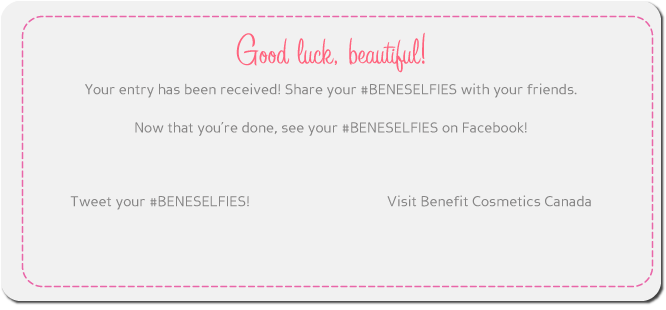 Good luck, beautiful!
Your entry has been received! Share your #BENESELFIES with your friends.
Now that you're done, see your #BENESELFIES on Facebook!
Tweet your #BENESELFIES!
Visit Benefit Cosmetics Canada